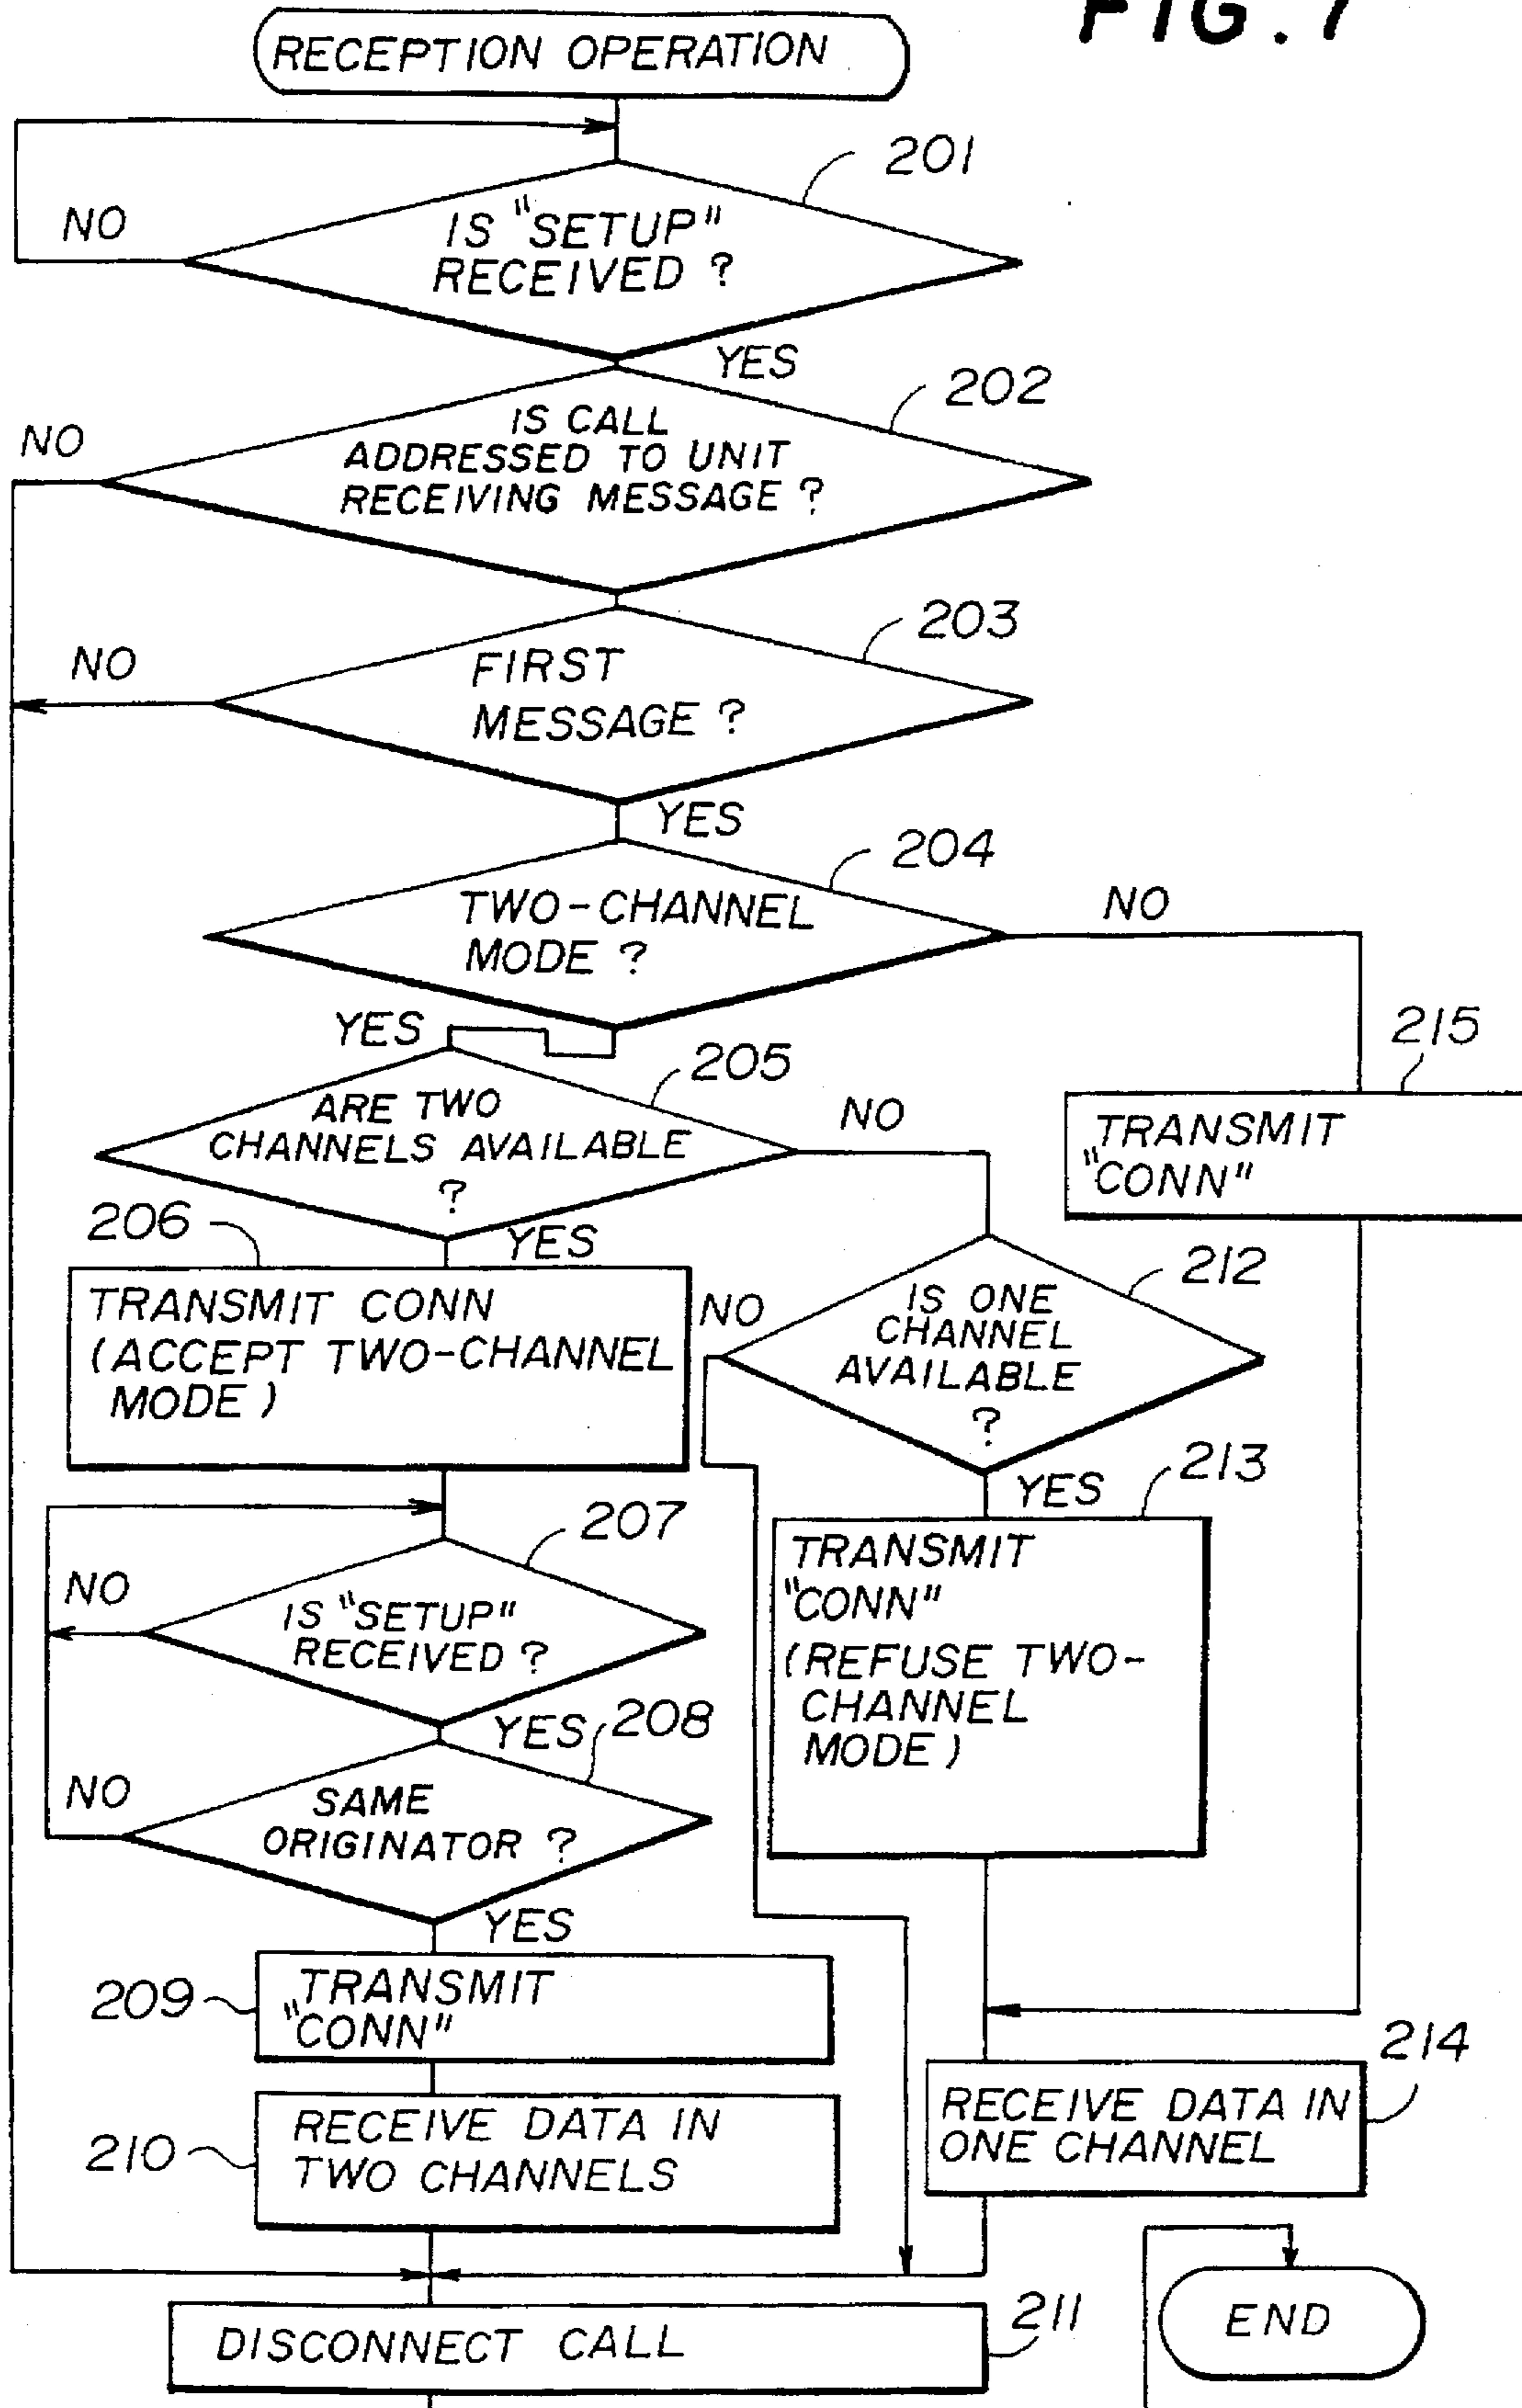 FIG. 7
RECEPTION OPERATION
201
NO
IS "SETUP"
RECEIVED ?
YES
202
NO
IS CALL
ADDRESSED TO UNIT
RECEIVING MESSAGE ?
203
NO
FIRST
MESSAGE ?
YES
204
NO
TWO-CHANNEL
MODE ?
YES
215
205
ARE TWO
CHANNELS AVAILABLE
?
NO
TRANSMIT
"CONN"
206
YES
212
TRANSMIT CONN
(ACCEPT TWO-CHANNEL
MODE)
NO
IS ONE
CHANNEL
AVAILABLE
?
213
YES
207
NO
IS "SETUP"
RECEIVED ?
TRANSMIT
"CONN"
(REFUSE TWO-
CHANNEL
MODE)
YES
208
NO
SAME
ORIGINATOR ?
YES
209
TRANSMIT
"CONN"
214
210
RECEIVE DATA IN
TWO CHANNELS
RECEIVE DATA IN
ONE CHANNEL
211
DISCONNECT CALL
END